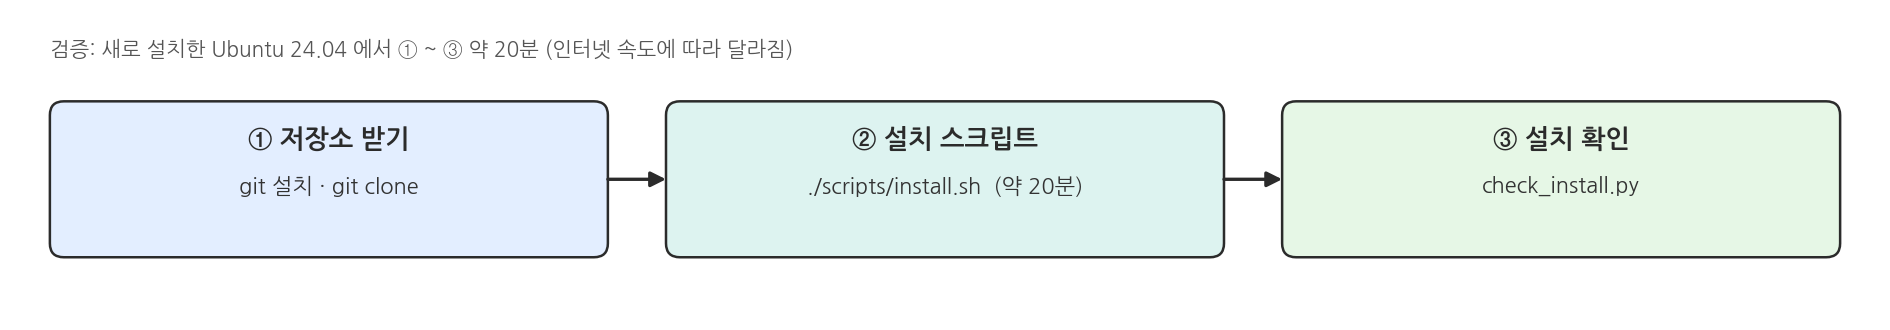 검증: 새로 설치한 Ubuntu 24.04 에서 ① ~ ③ 약 20분 (인터넷 속도에 따라 달라짐)
① 저장소 받기
git 설치 · git clone
② 설치 스크립트
./scripts/install.sh (약 20분)
③ 설치 확인
check_install.py